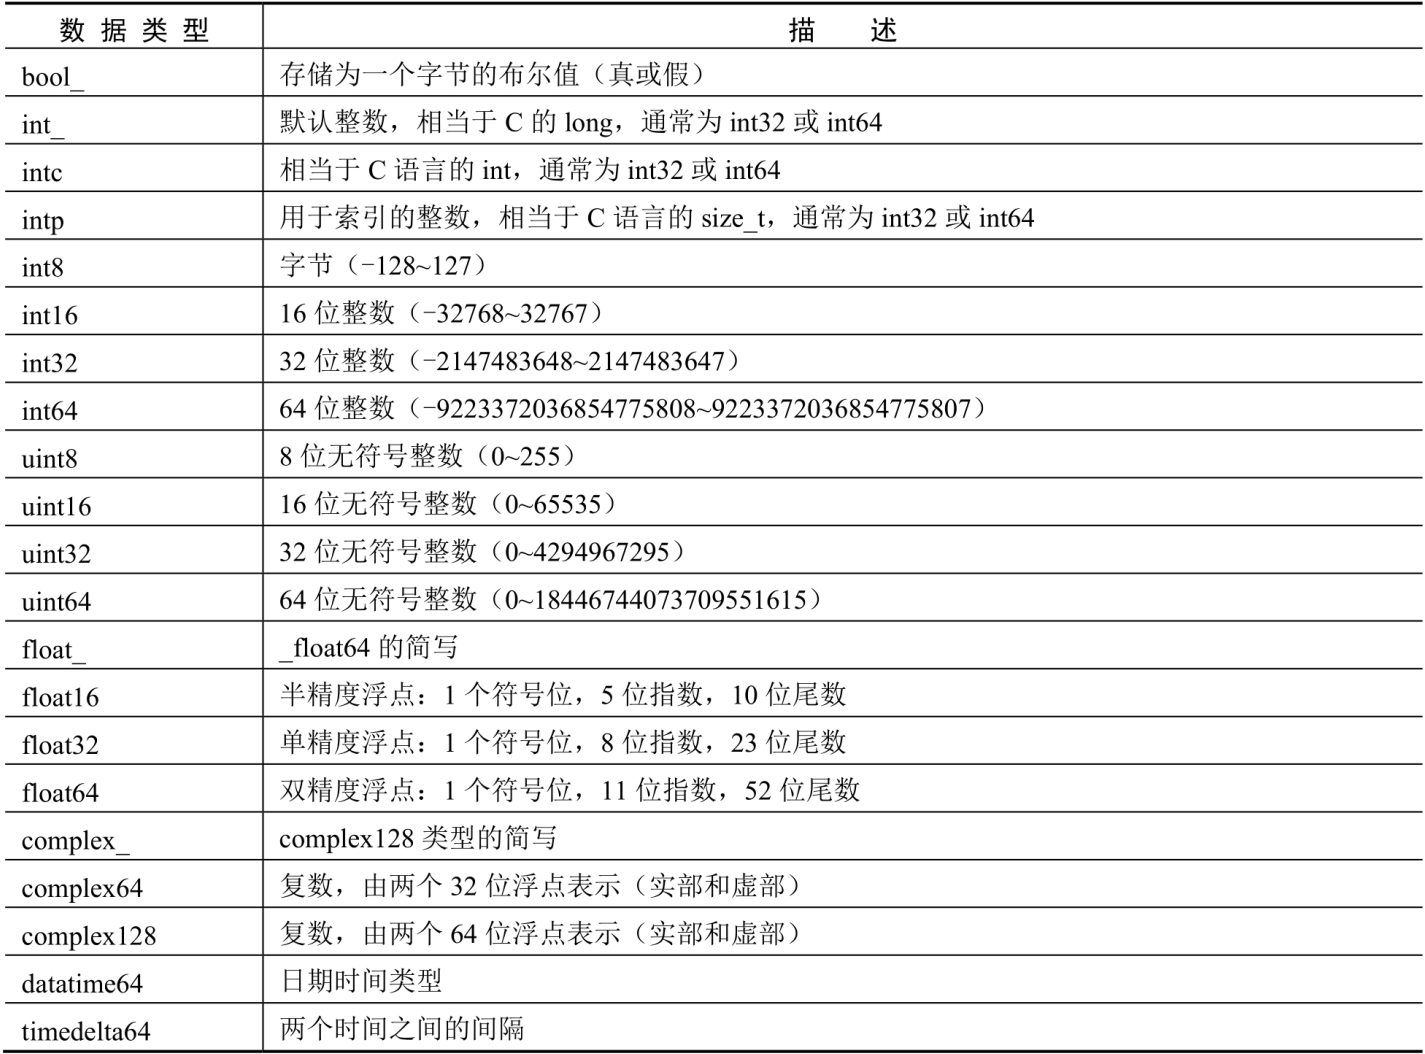 数据类型 描 述
bool_ 存储为一个字节的布尔值（真或假）
int_ 默认整数，相当于 C 的 long，通常为 int32 或 int64
intc 相当于 C 语言的 int，通常为 int32 或 int64
intp 用于索引的整数，相当于 C 语言的 size_t，通常为 int32 或 int64
int8 字节（-128~127）
int16 16 位整数（-32768~32767）
int32 32 位整数（-2147483648~2147483647）
int64 64 位整数（-9223372036854775808~9223372036854775807）
uint8 8 位无符号整数（0~255）
uint16 16 位无符号整数（0~65535）
uint32 32 位无符号整数（0~4294967295）
uint64 64 位无符号整数（0~18446744073709551615）
float_ _float64 的简写
float16 半精度浮点：1 个符号位，5 位指数，10 位尾数
float32 单精度浮点：1 个符号位，8 位指数，23 位尾数
float64 双精度浮点：1 个符号位，11 位指数，52 位尾数
complex_ complex128 类型的简写
complex64 复数，由两个 32 位浮点表示（实部和虚部）
complex128 复数，由两个 64 位浮点表示（实部和虚部）
datatime64 日期时间类型
timedelta64 两个时间之间的间隔